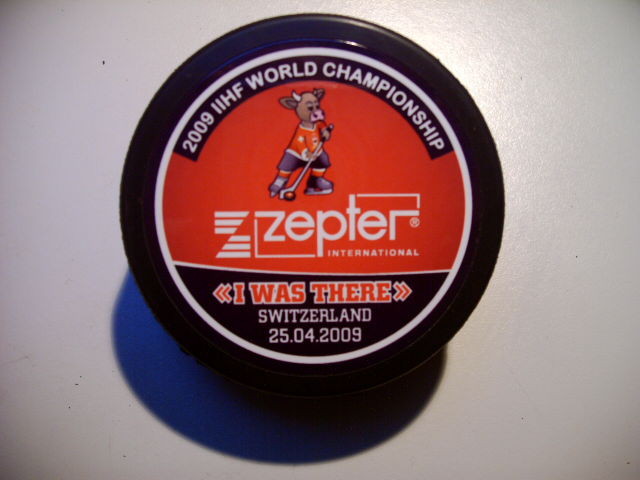 2009 IIHF WORLD CHAMPIONSHIP
zepter®
INTERNATIONAL
«I WAS THERE»
SWITZERLAND
25.04.2009